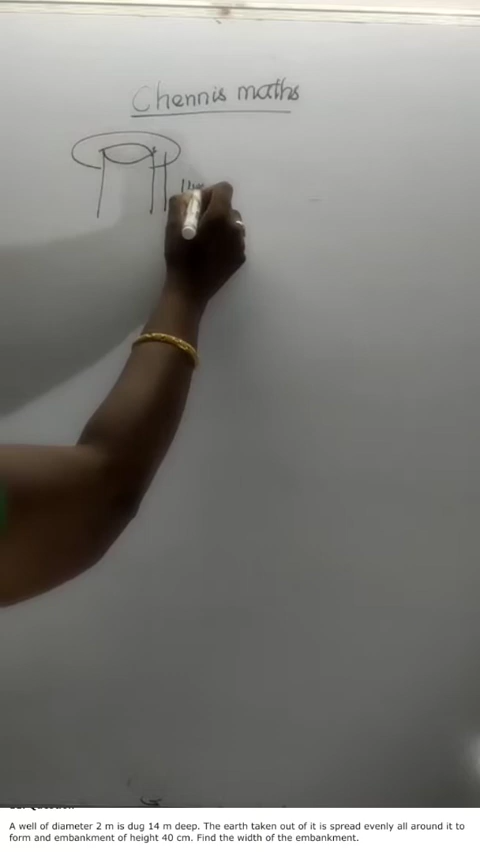 Chennis maths
A well of diameter 2 m is dug 14 m deep. The earth taken out of it is spread evenly all around it to
form and embankment of height 40 cm. Find the width of the embankment.